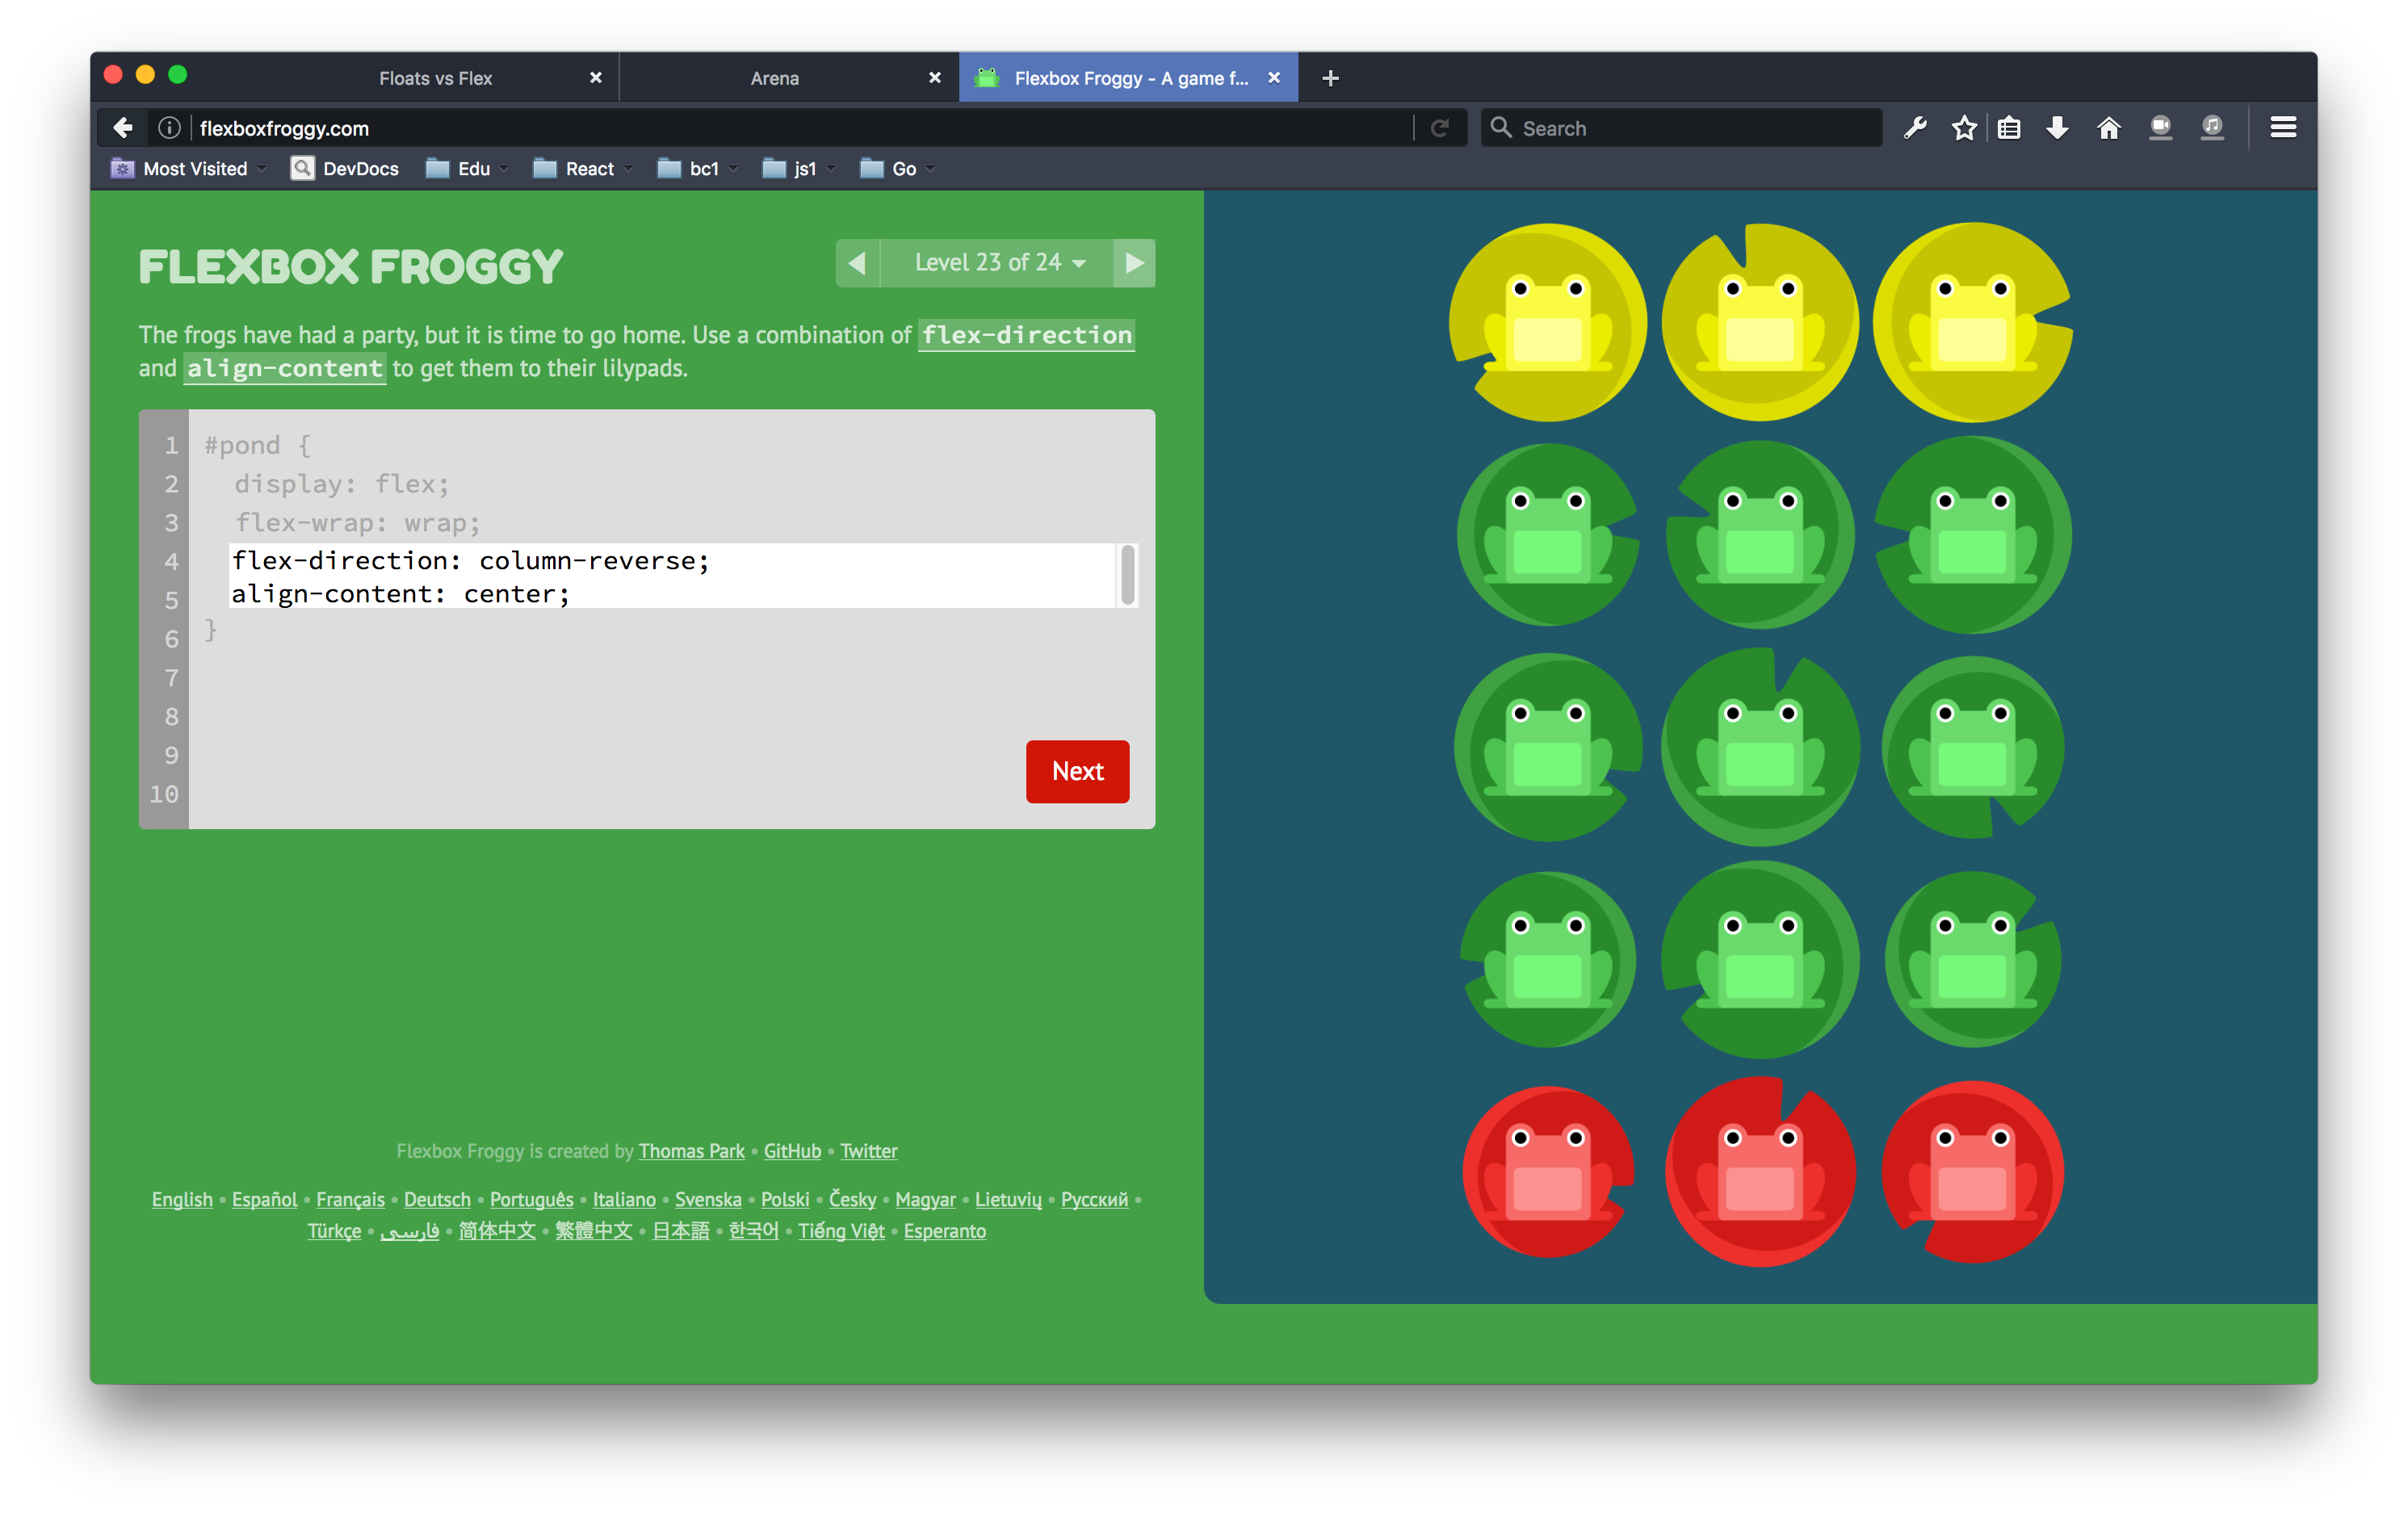 Floats vs Flex
Arena
Flexbox Froggy - A game f...
flexboxfroggy.com
Search
Most Visited
DevDocs
Edu
React
bc1
js1
Go
FLEXBOX FROGGY
Level 23 of 24
The frogs have had a party, but it is time to go home. Use a combination of flex-direction
and align-content to get them to their lilypads.
1 #pond {
2 display: flex;
3 flex-wrap: wrap;
4 flex-direction: column-reverse;
5 align-content: center;
6 }
7
8
9
10
Next
Flexbox Froggy is created by Thomas Park • GitHub • Twitter
English • Español • Français • Deutsch • Português • Italiano • Svenska • Polski • Česky • Magyar • Lietuvių • Русский •
Türkçe • فارسی • 简体中文 • 繁體中文 • 日本語 • 한국어 • Tiếng Việt • Esperanto